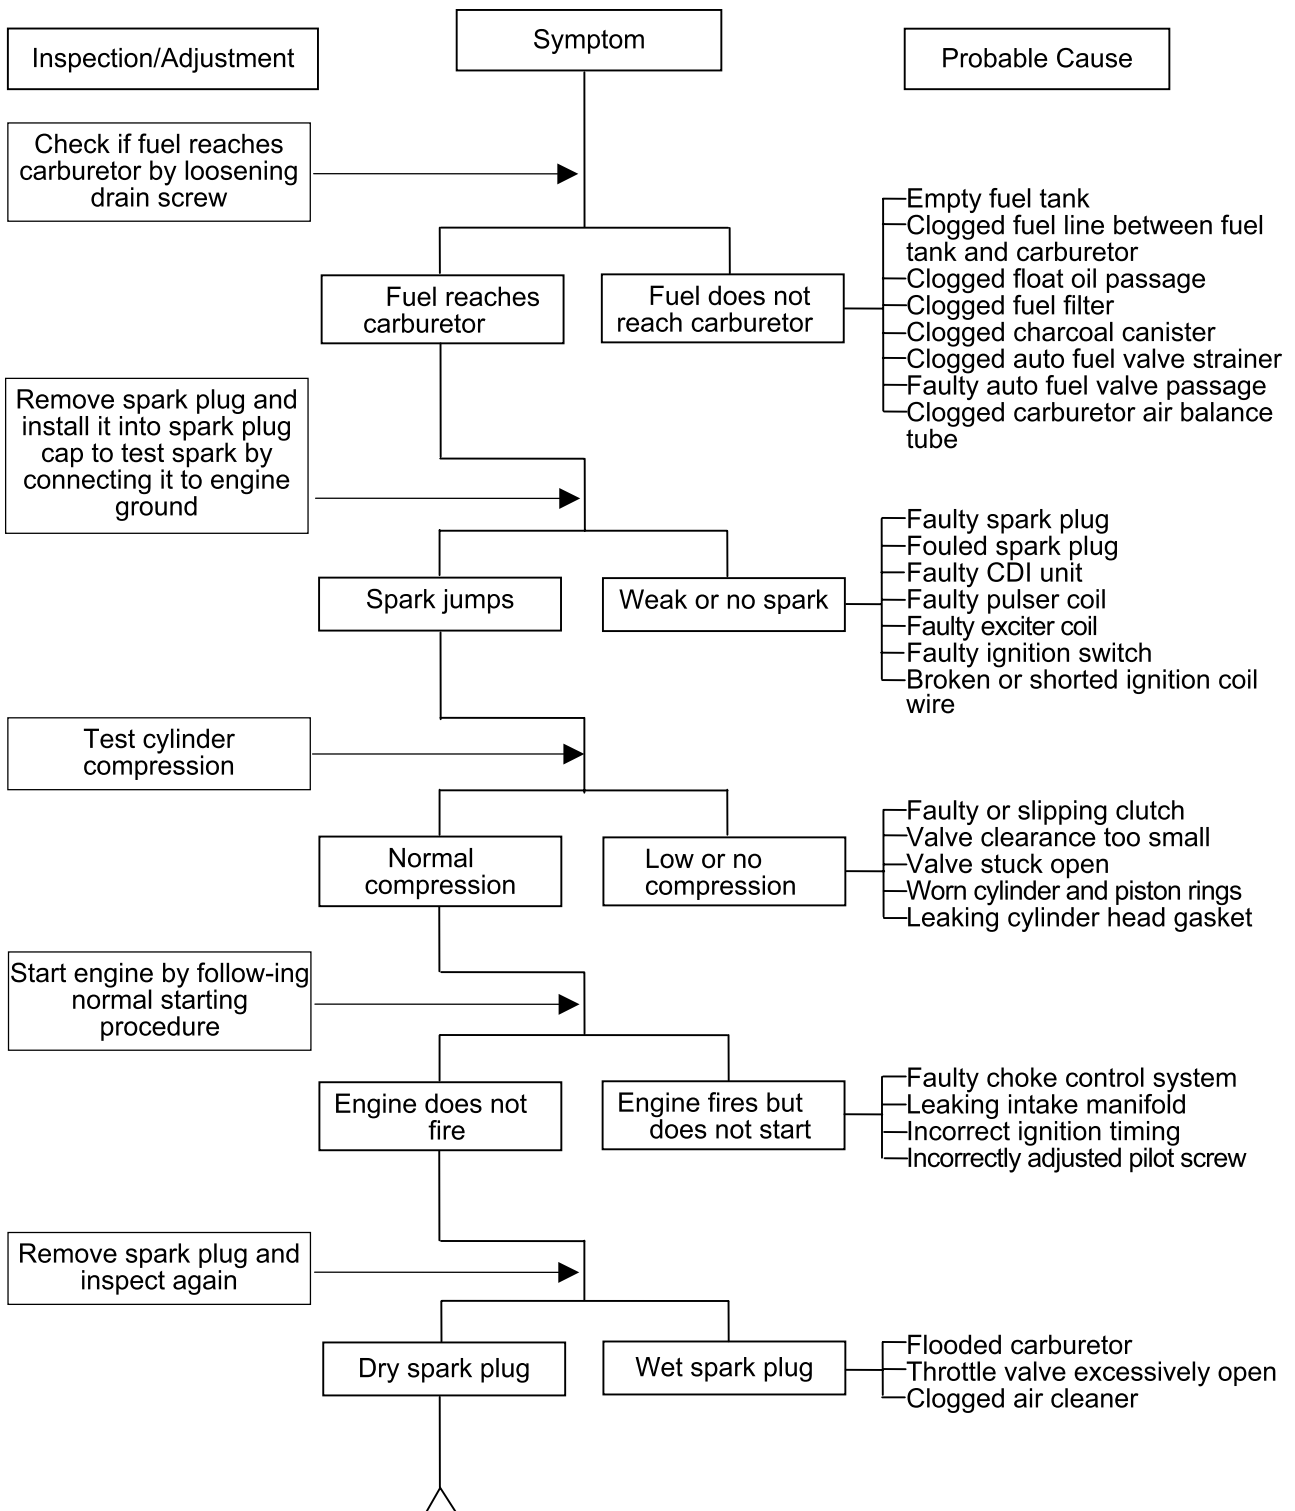 Symptom
Inspection/Adjustment
Probable Cause
Check if fuel reaches
carburetor by loosening
drain screw
Empty fuel tank
Clogged fuel line between fuel
tank and carburetor
Clogged float oil passage
Clogged fuel filter
Clogged charcoal canister
Clogged auto fuel valve strainer
Faulty auto fuel valve passage
Clogged carburetor air balance
tube
Fuel reaches
carburetor
Fuel does not
reach carburetor
Remove spark plug and
install it into spark plug
cap to test spark by
connecting it to engine
ground
Faulty spark plug
Fouled spark plug
Faulty CDI unit
Faulty pulser coil
Faulty exciter coil
Faulty ignition switch
Broken or shorted ignition coil
wire
Spark jumps
Weak or no spark
Test cylinder
compression
Normal
compression
Low or no
compression
Faulty or slipping clutch
Valve clearance too small
Valve stuck open
Worn cylinder and piston rings
Leaking cylinder head gasket
Start engine by follow-ing
normal starting
procedure
Engine does not
fire
Engine fires but
does not start
Faulty choke control system
Leaking intake manifold
Incorrect ignition timing
Incorrectly adjusted pilot screw
Remove spark plug and
inspect again
Dry spark plug
Wet spark plug
Flooded carburetor
Throttle valve excessively open
Clogged air cleaner